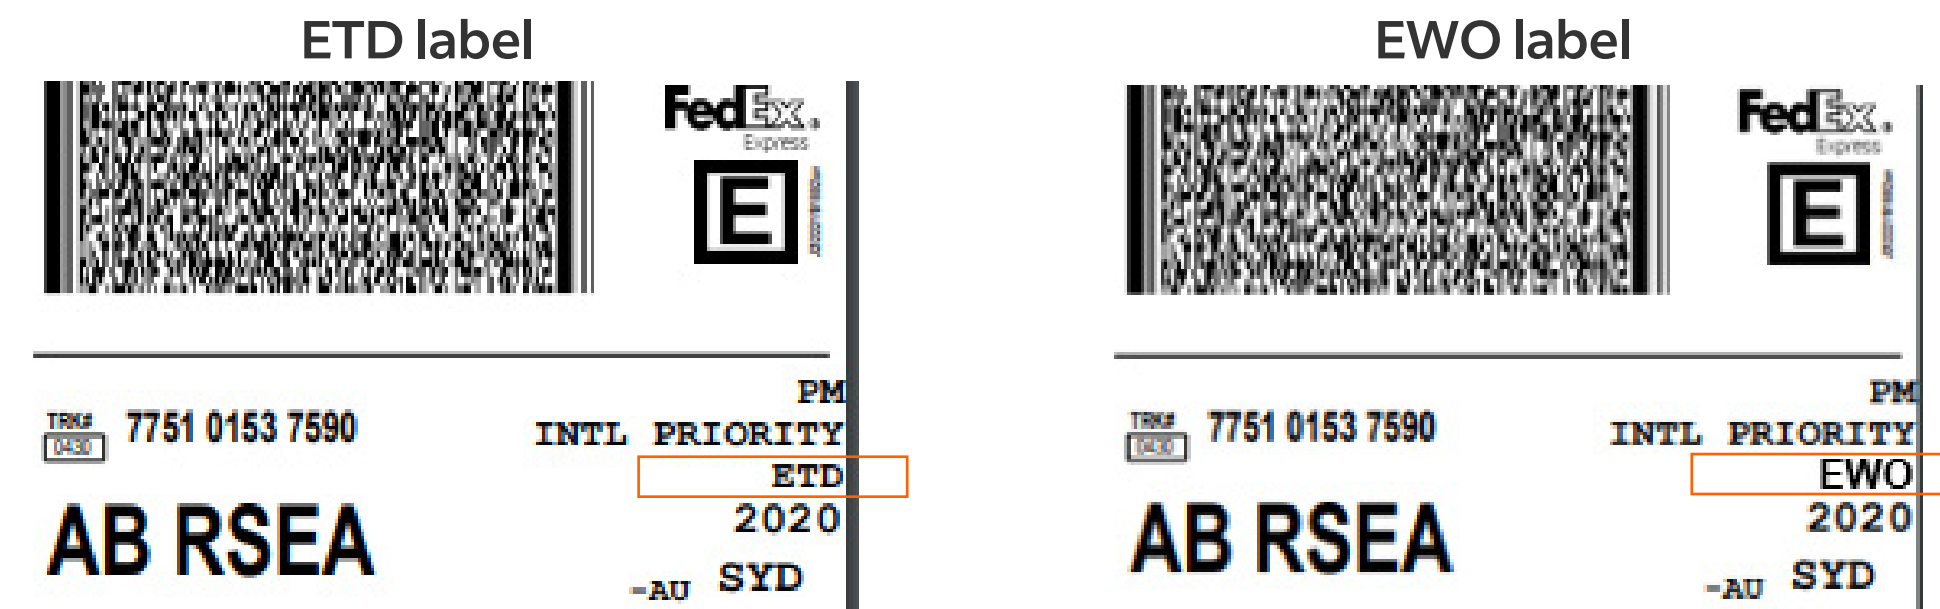 ETD label
FedEx®
Express
E
PM
TRK# 7751 0153 7590
0430
INTL PRIORITY
ETD
AB RSEA
2020
-AU SYD
EWO label
FedEx®
Express
E
PM
TRK# 7751 0153 7590
0430
INTL PRIORITY
EWO
AB RSEA
2020
-AU SYD